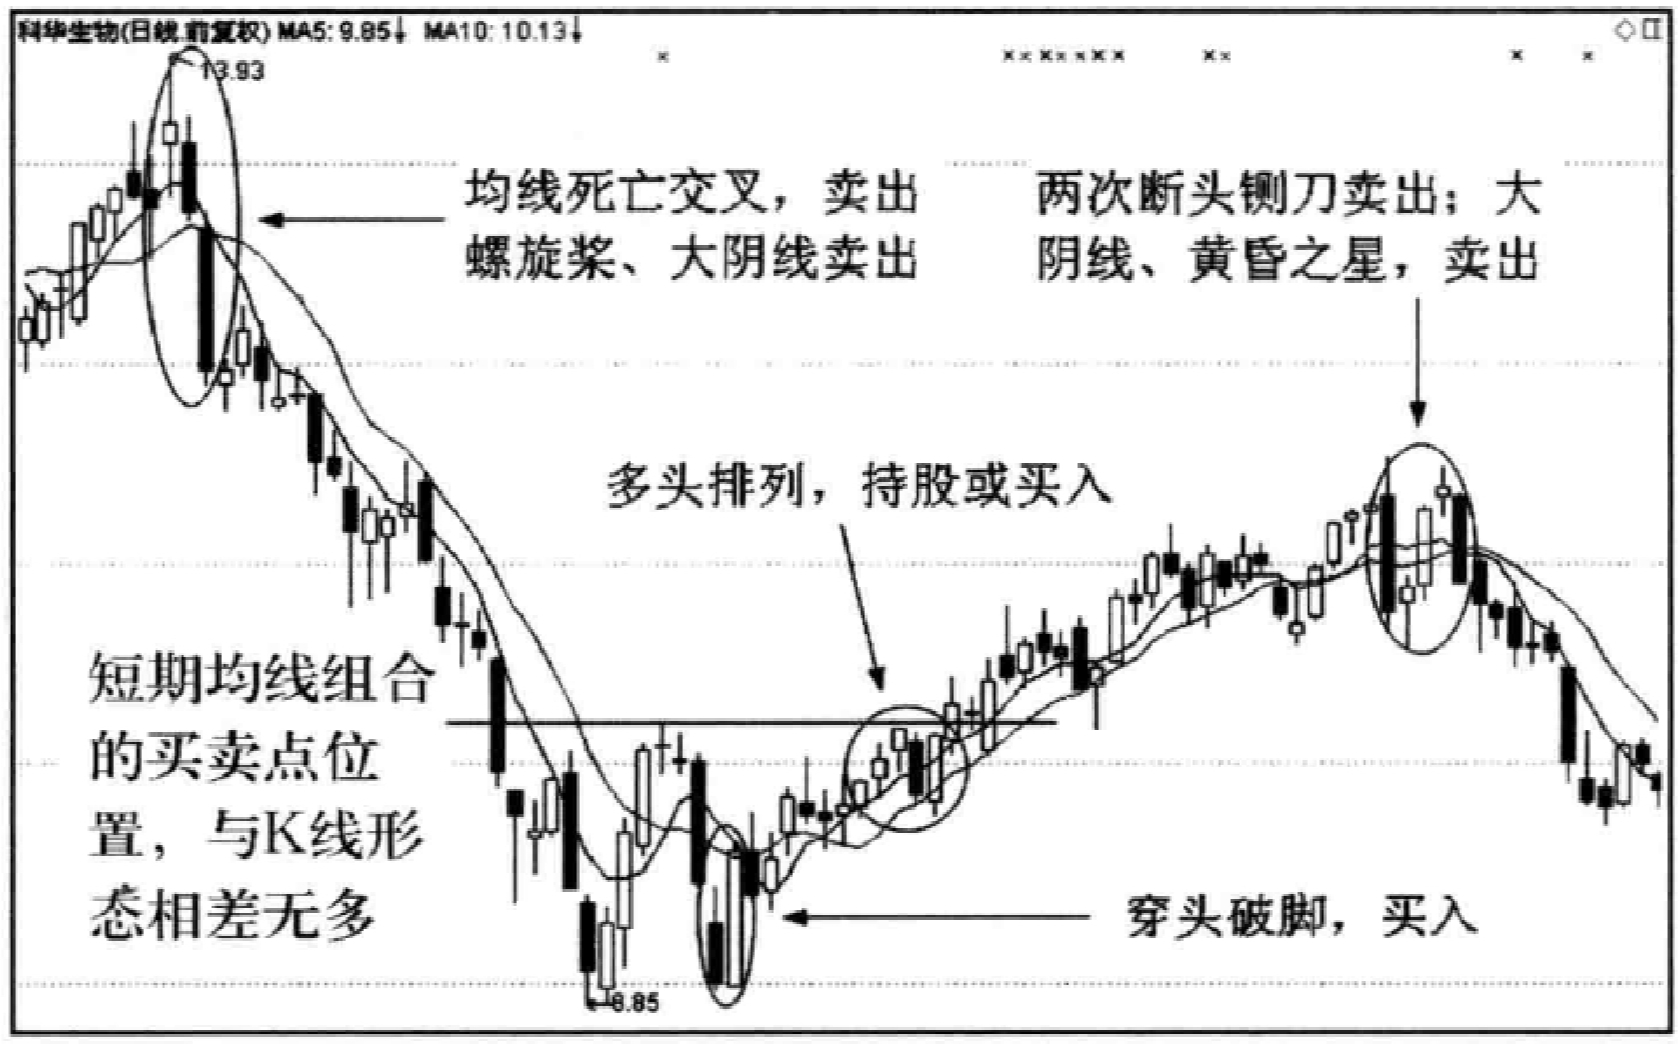 科华生物(日线.前复权) MA5: 9.85↓ MA10: 10.13↓
13.93
均线死亡交叉，卖出
螺旋桨、大阴线卖出
两次断头铡刀卖出；大
阴线、黄昏之星，卖出
多头排列，持股或买入
短期均线组合
的买卖点位
置，与K线形
态相差无多
穿头破脚，买入
8.85